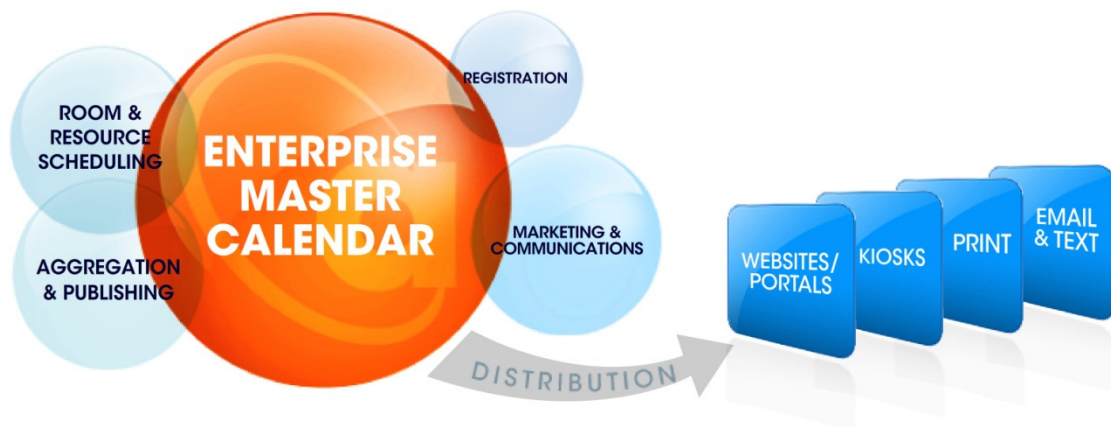 ROOM &
RESOURCE
SCHEDULING
AGGREGATION
& PUBLISHING
ENTERPRISE
MASTER
CALENDAR
REGISTRATION
MARKETING &
COMMUNICATIONS
DISTRIBUTION
WEBSITES/
PORTALS
KIOSKS
PRINT
EMAIL
& TEXT